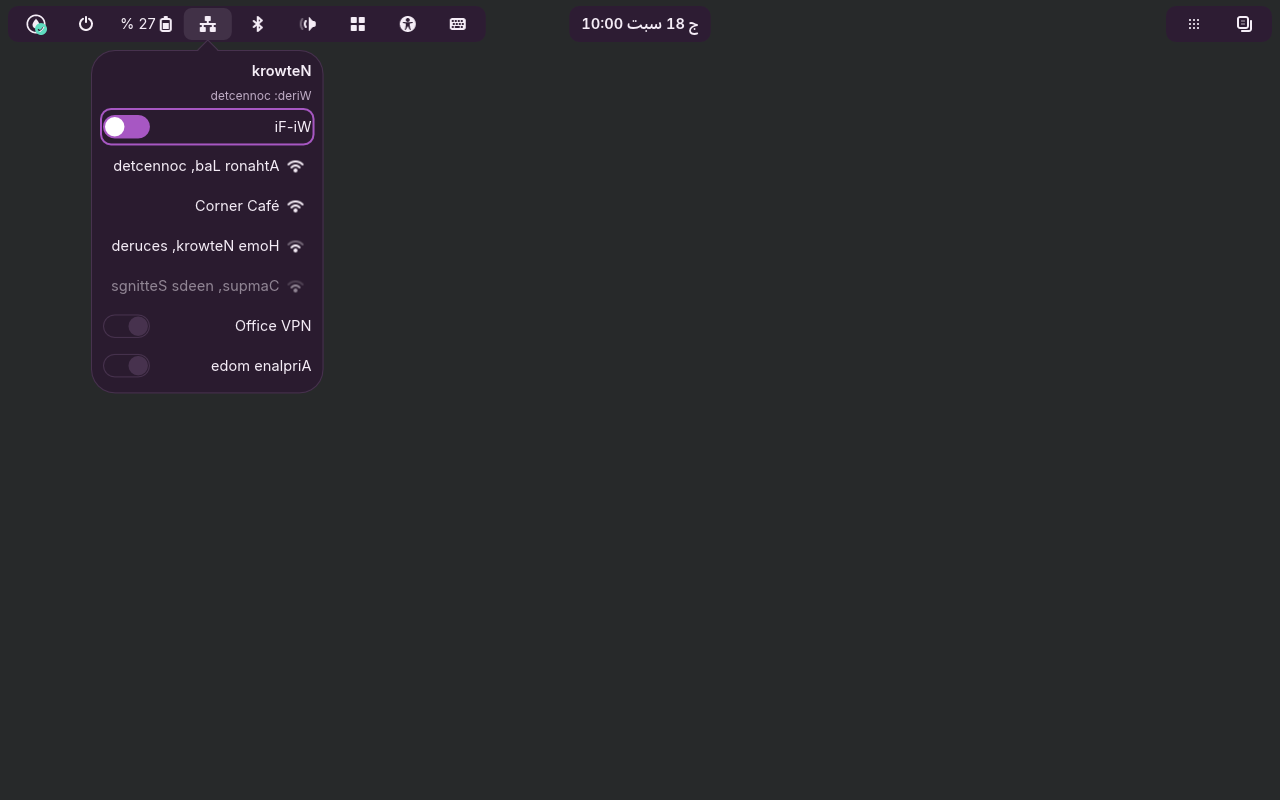 ج 18 سبت 10:00
% 27
krowteN
detcennoc :deriW
iF-iW
detcennoc ,baL norahtA
Corner Café
deruces ,krowteN emoH
sgnitteS sdeen ,supmaC
Office VPN
edom enalpriA